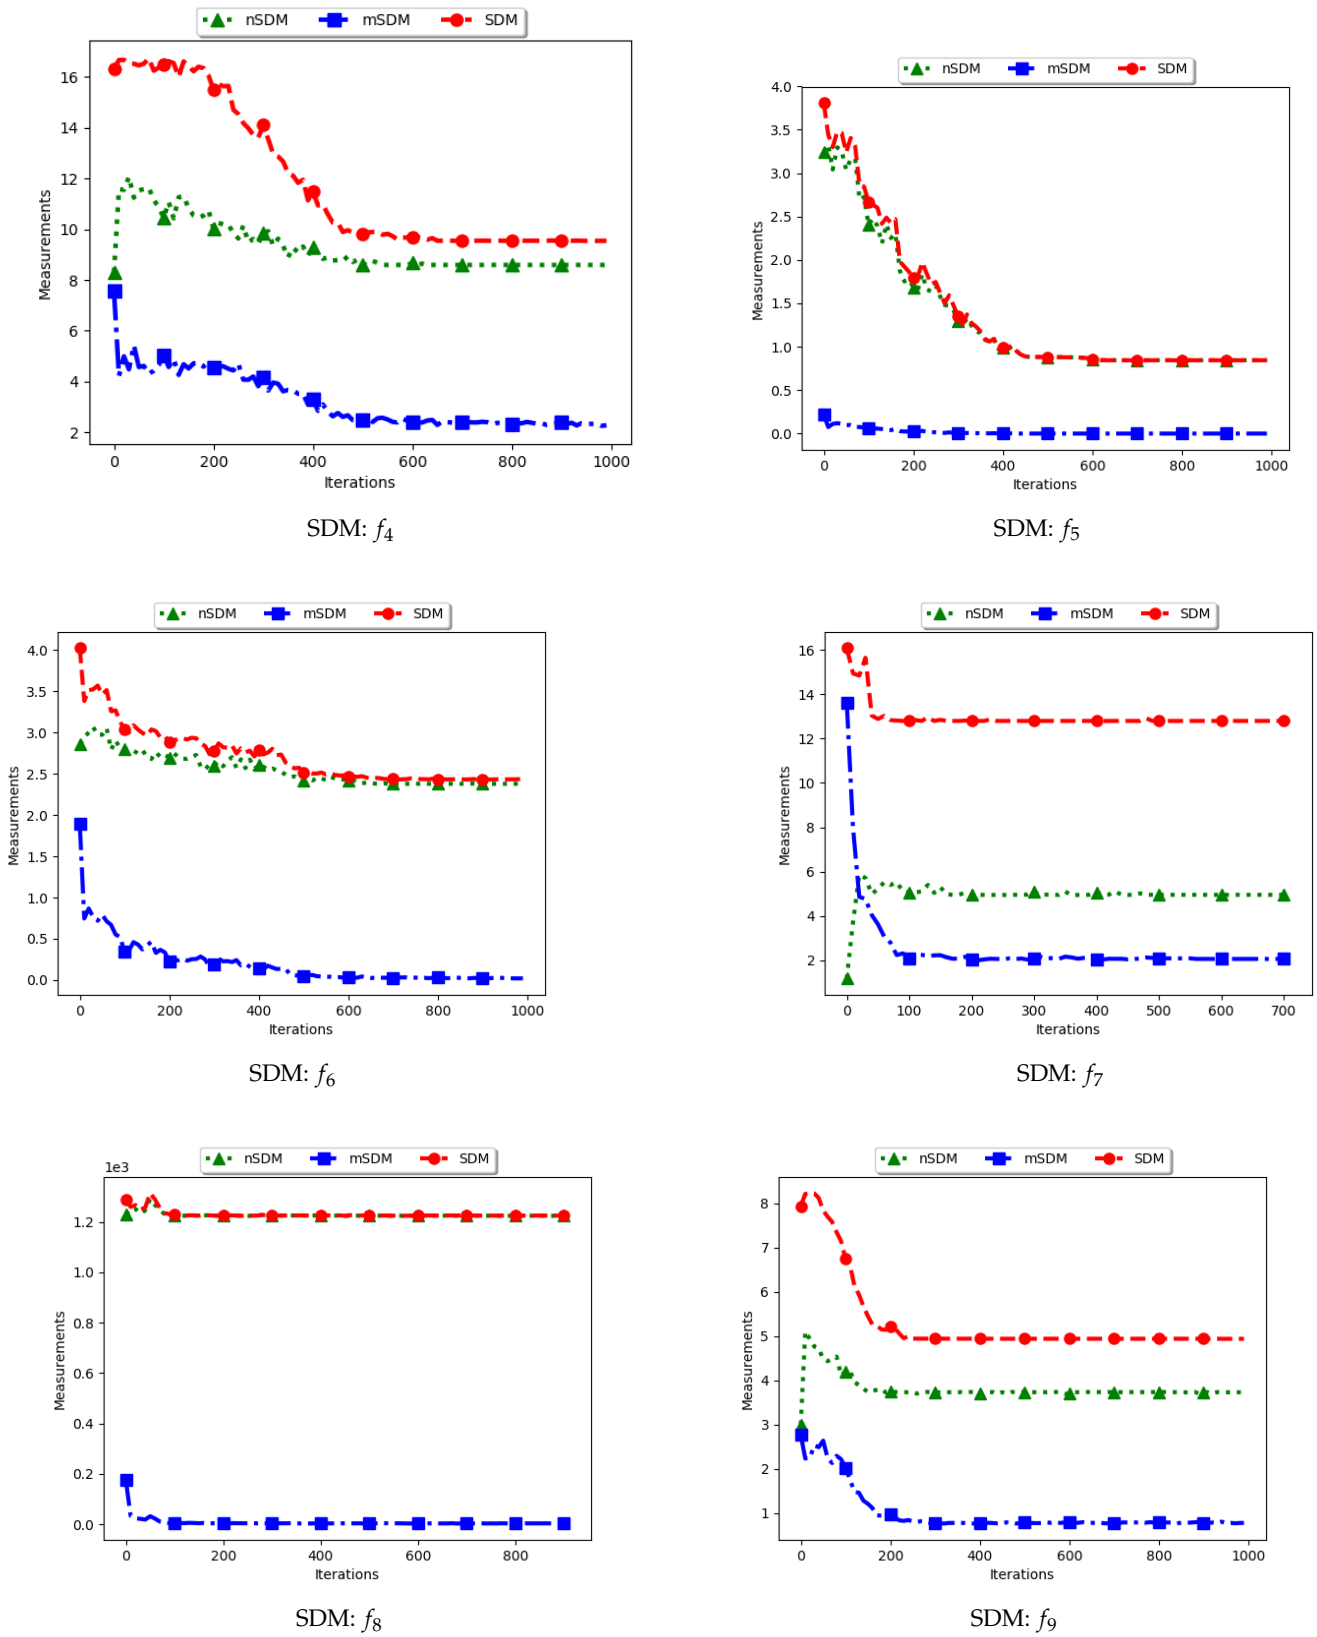 nSDM mSDM SDM
16
14
12
10
8
6
4
2
Measurements
0 200 400 600 800 1000
Iterations
SDM: f4
nSDM mSDM SDM
4.0
3.5
3.0
2.5
2.0
1.5
1.0
0.5
0.0
Measurements
0 200 400 600 800 1000
Iterations
SDM: f5
nSDM mSDM SDM
4.0
3.5
3.0
2.5
2.0
1.5
1.0
0.5
0.0
Measurements
0 200 400 600 800 1000
Iterations
SDM: f6
nSDM mSDM SDM
16
14
12
10
8
6
4
2
Measurements
0 100 200 300 400 500 600 700
Iterations
SDM: f7
nSDM mSDM SDM
1e3
1.2
1.0
0.8
0.6
0.4
0.2
0.0
Measurements
0 200 400 600 800
Iterations
SDM: f8
nSDM mSDM SDM
8
7
6
5
4
3
2
1
Measurements
0 200 400 600 800 1000
Iterations
SDM: f9